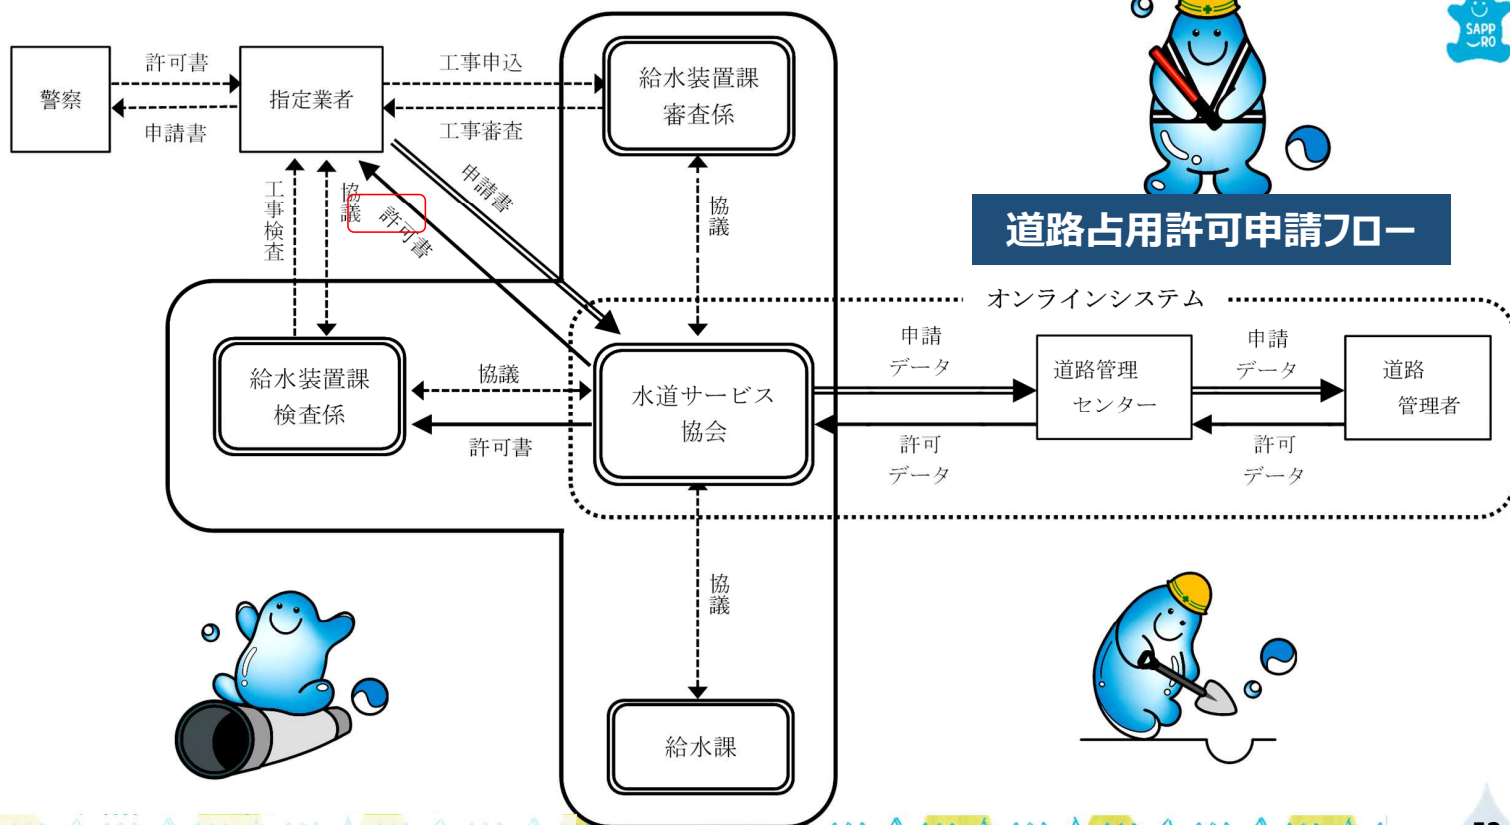 SAPP
RO
道路占用許可申請フロー
警察
許可書
申請書
指定業者
工事申込
工事審査
給水装置課
審査係
工事検査
協議
許可書
申請書
協議
オンラインシステム
給水装置課
検査係
協議
許可書
水道サービス
協会
申請
データ
許可
データ
道路管理
センター
申請
データ
許可
データ
道路
管理者
協議
給水課